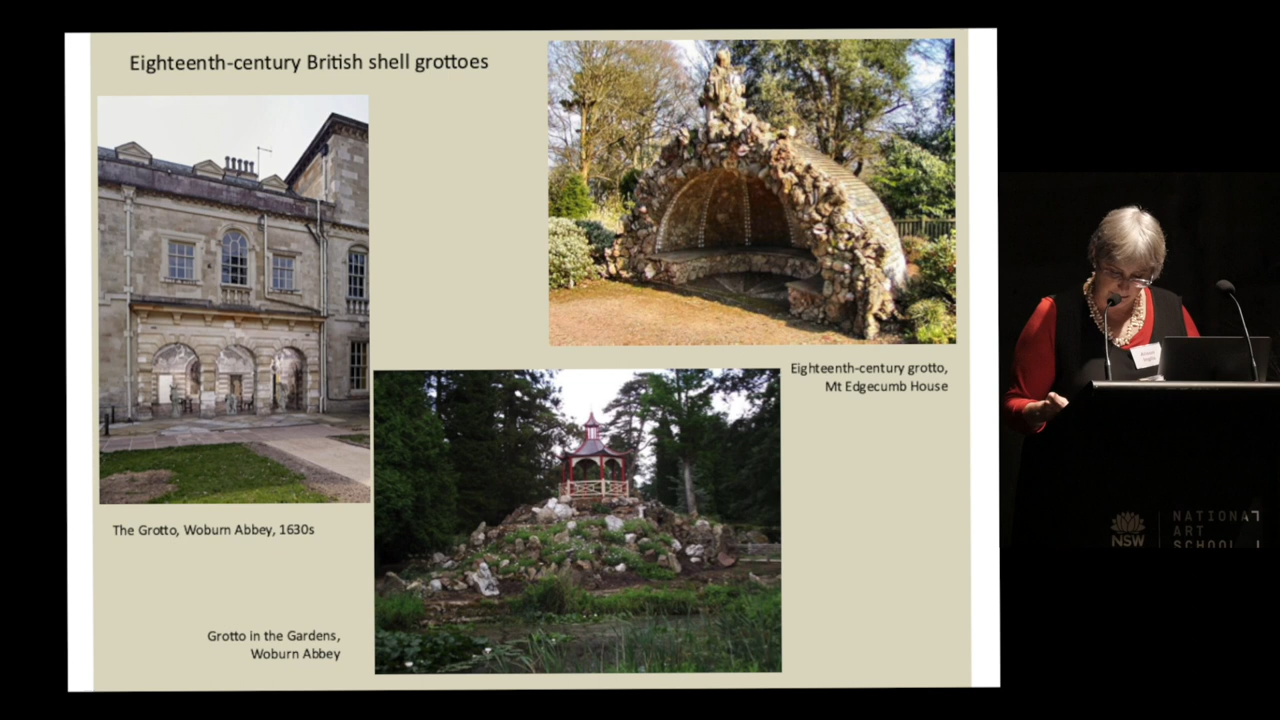 Eighteenth-century British shell grottoes
Eighteenth-century grotto,
Mt Edgecumb House
The Grotto, Woburn Abbey, 1630s
Grotto in the Gardens,
Woburn Abbey
NSW
NATIONAL
ART
SCHOOL